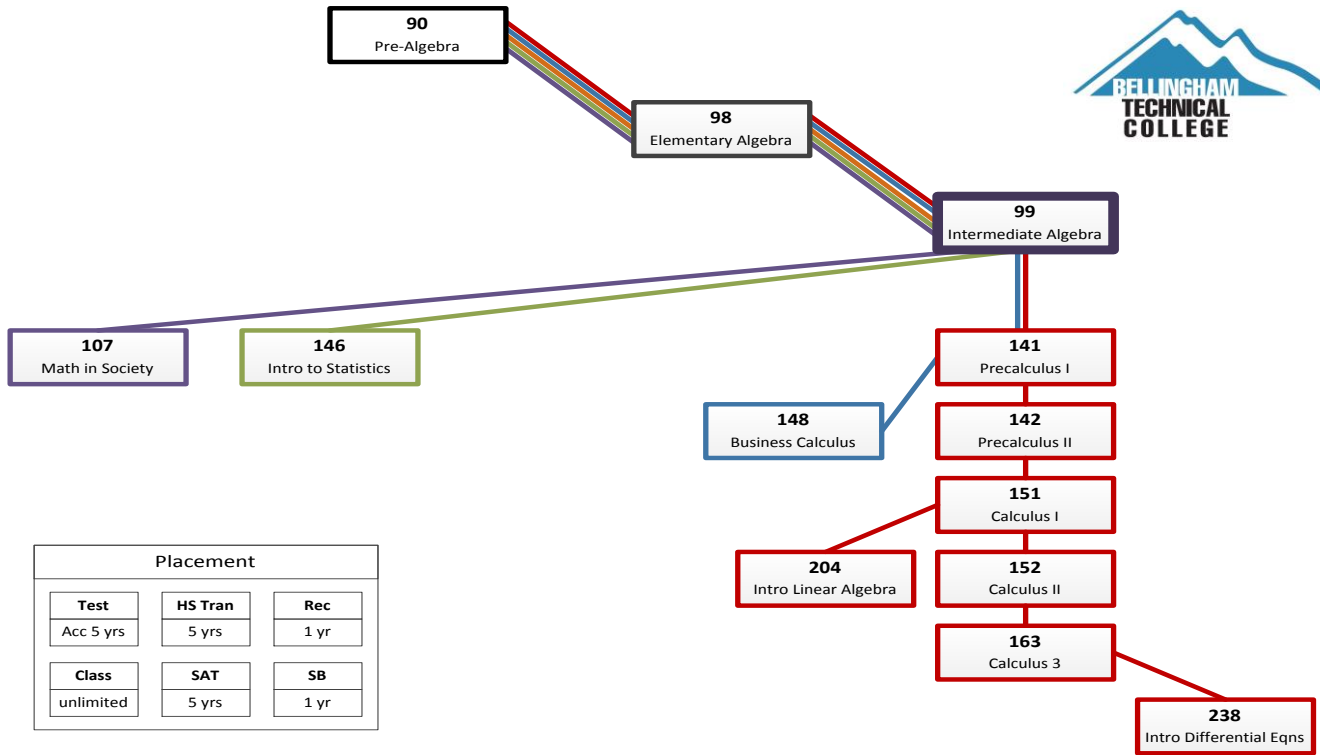 90
Pre-Algebra
BELLINGHAM
TECHNICAL
COLLEGE
98
Elementary Algebra
99
Intermediate Algebra
107
Math in Society
146
Intro to Statistics
141
Precalculus I
148
Business Calculus
142
Precalculus II
151
Calculus I
204
Intro Linear Algebra
152
Calculus II
163
Calculus 3
238
Intro Differential Eqns
Placement
Test HS Tran Rec
Acc 5 yrs 5 yrs 1 yr
Class SAT SB
unlimited 5 yrs 1 yr